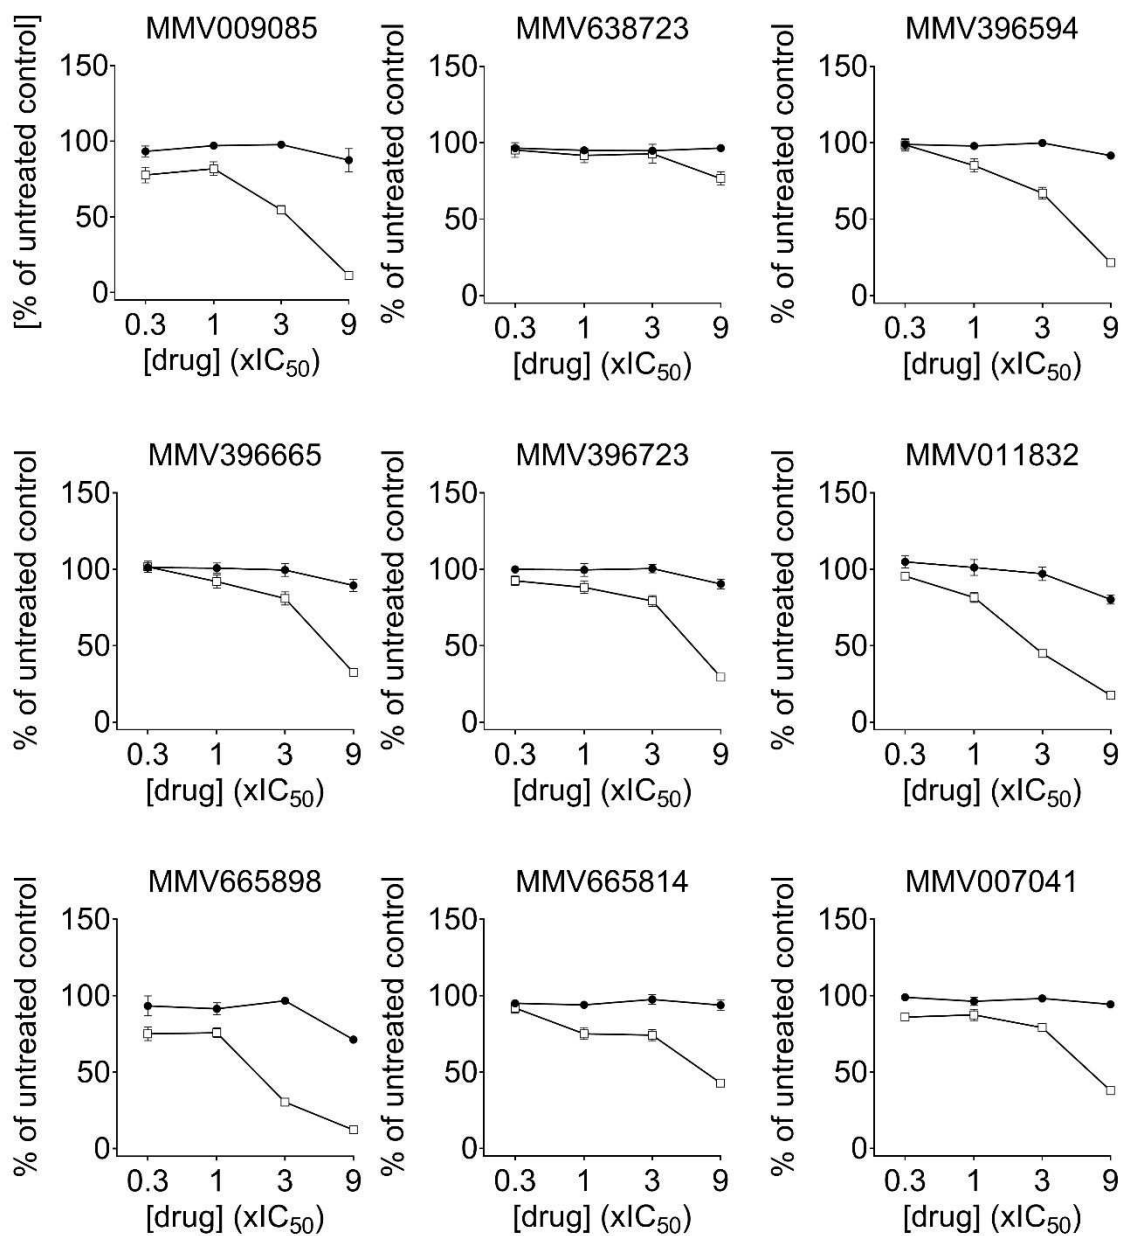 MMV009085
[% of untreated control]
150
100
50
0
0.3 1 3 9
[drug] (xIC50)
MMV638723
% of untreated control
150
100
50
0
0.3 1 3 9
[drug] (xIC50)
MMV396594
% of untreated control
150
100
50
0
0.3 1 3 9
[drug] (xIC50)
MMV396665
% of untreated control
150
100
50
0
0.3 1 3 9
[drug] (xIC50)
MMV396723
% of untreated control
150
100
50
0
0.3 1 3 9
[drug] (xIC50)
MMV011832
% of untreated control
150
100
50
0
0.3 1 3 9
[drug] (xIC50)
MMV665898
% of untreated control
150
100
50
0
0.3 1 3 9
[drug] (xIC50)
MMV665814
% of untreated control
150
100
50
0
0.3 1 3 9
[drug] (xIC50)
MMV007041
% of untreated control
150
100
50
0
0.3 1 3 9
[drug] (xIC50)